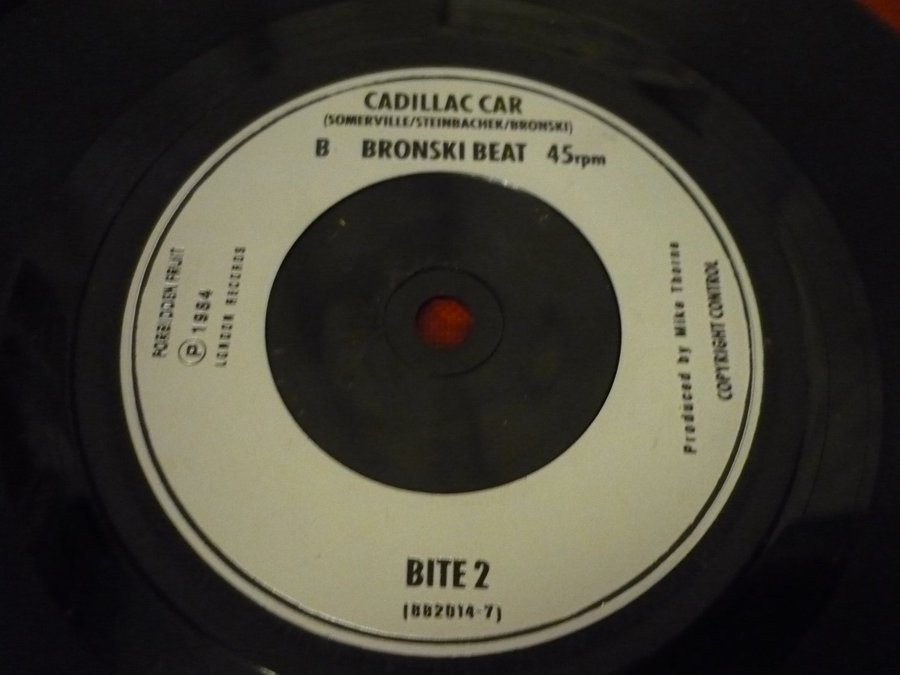 CADILLAC CAR
(SOMERVILLE/STEINBACHEK/BRONSKI)
B BRONSKI BEAT 45rpm
FORBIDDEN FRUIT
Ⓟ 1984
LONDON RECORDS
Produced by Mike Thorne
COPYRIGHT CONTROL
BITE 2
(BB2014-7)